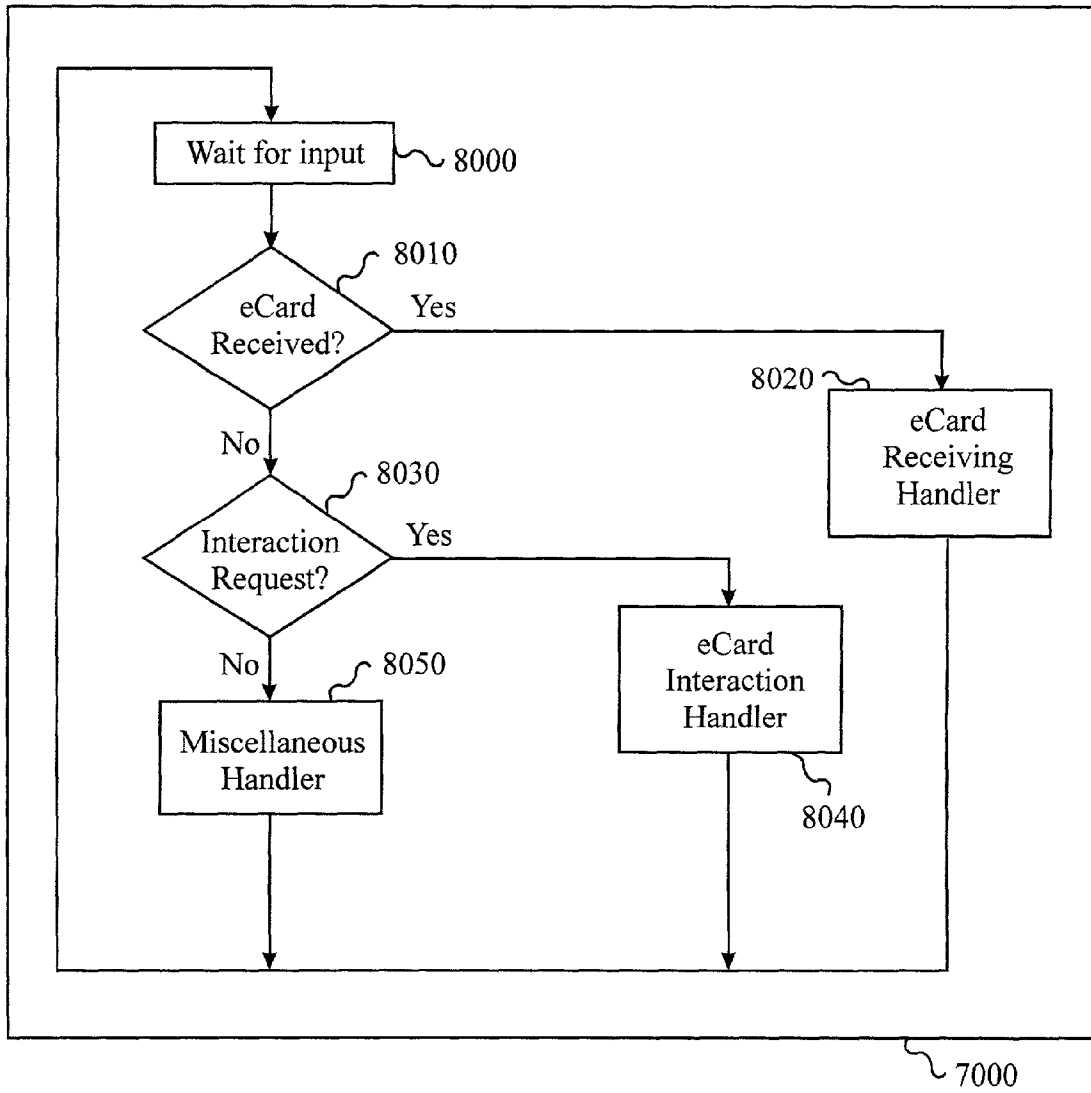 Wait for input
8000
8010
eCard
Received?
Yes
8020
eCard
Receiving
Handler
No
8030
Interaction
Request?
Yes
eCard
Interaction
Handler
8040
No
8050
Miscellaneous
Handler
7000